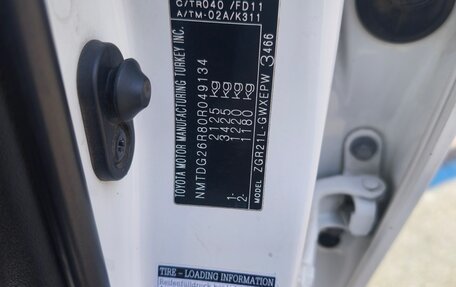 C/TR040 /FD11
A/TM-02A/K311
TOYOTA MOTOR MANUFACTURING TURKEY INC.
NMTDG26R80R049134
2125 kg
3425 kg
1- 1220 kg
2- 1180 kg
MODEL ZGR21L-GWXEPW 3466
TIRE – LOADING INFORMATION
Reifenfülldruck